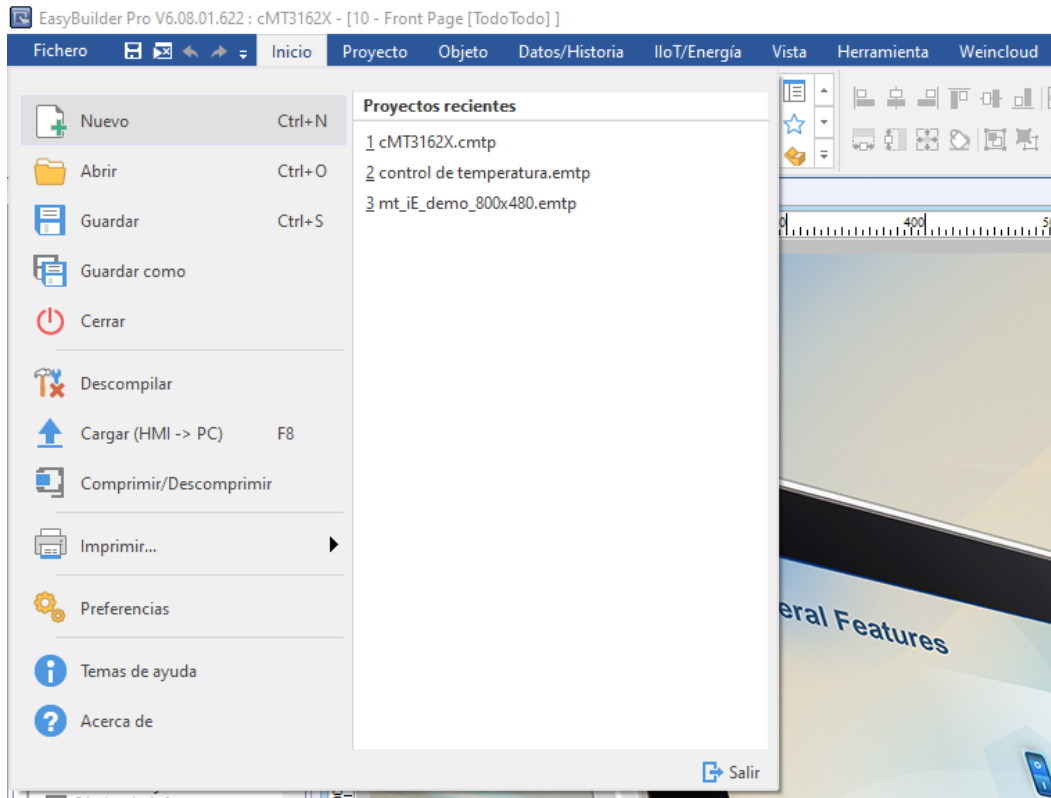 EasyBuilder Pro V6.08.01.622 : cMT3162X - [10 - Front Page [TodoTodo] ]
Fichero Inicio Proyecto Objeto Datos/Historia IIoT/Energía Vista Herramienta Weincloud
Proyectos recientes
Nuevo Ctrl+N
1 cMT3162X.cmtp
Abrir Ctrl+O
2 control de temperatura.emtp
Guardar Ctrl+S
3 mt_iE_demo_800x480.emtp
400
Guardar como
Cerrar
Descompilar
Cargar (HMI -> PC) F8
Comprimir/Descomprimir
Imprimir...
Preferencias
eral Features
Temas de ayuda
Acerca de
Salir